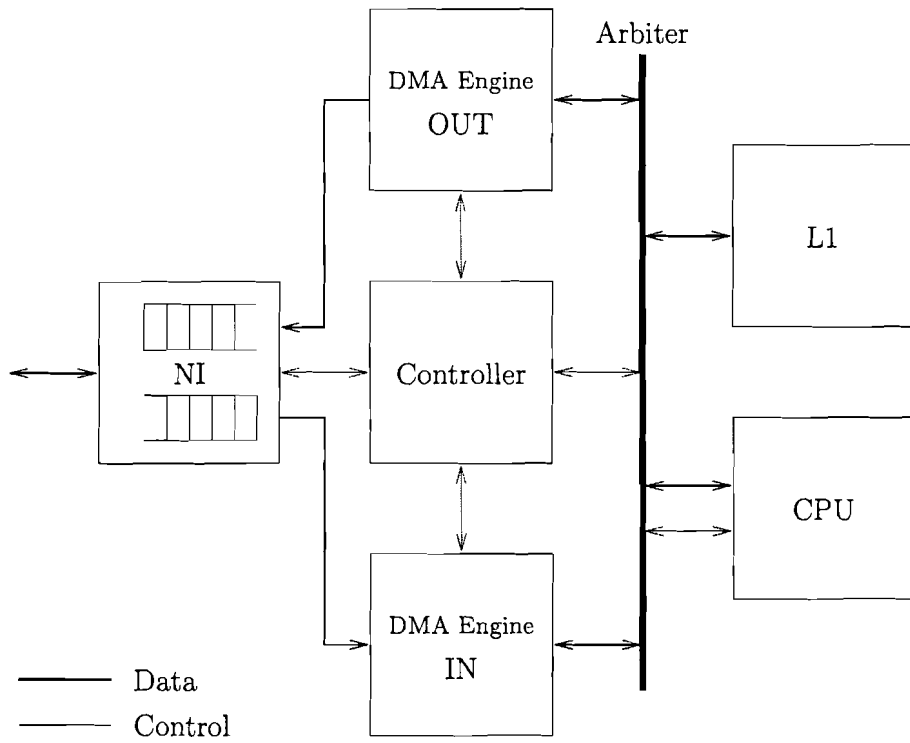 Arbiter
DMA Engine
OUT
L1
NI
Controller
CPU
DMA Engine
IN
Data
Control